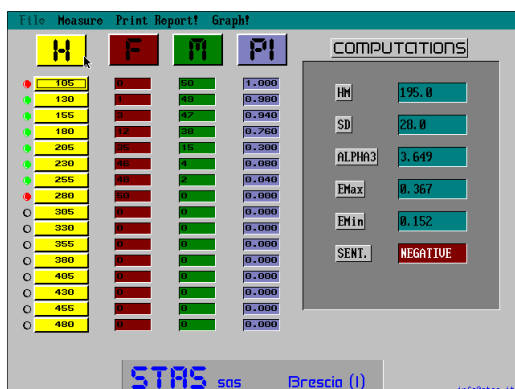 File Measure Print Report! Graph!
H F M PI COMPUTATIONS
105 0 50 1.000
130 1 49 0.980
155 3 47 0.940
180 12 38 0.760
205 35 15 0.300
230 46 4 0.080
255 48 2 0.040
280 50 0 0.000
305 0 0 0.000
330 0 0 0.000
355 0 0 0.000
380 0 0 0.000
405 0 0 0.000
430 0 0 0.000
455 0 0 0.000
480 0 0 0.000
HM 195.0
SD 28.0
ALPHA3 3.649
EMax 0.367
EMin 0.152
SENT. NEGATIVE
STAS sas Brescia (I)